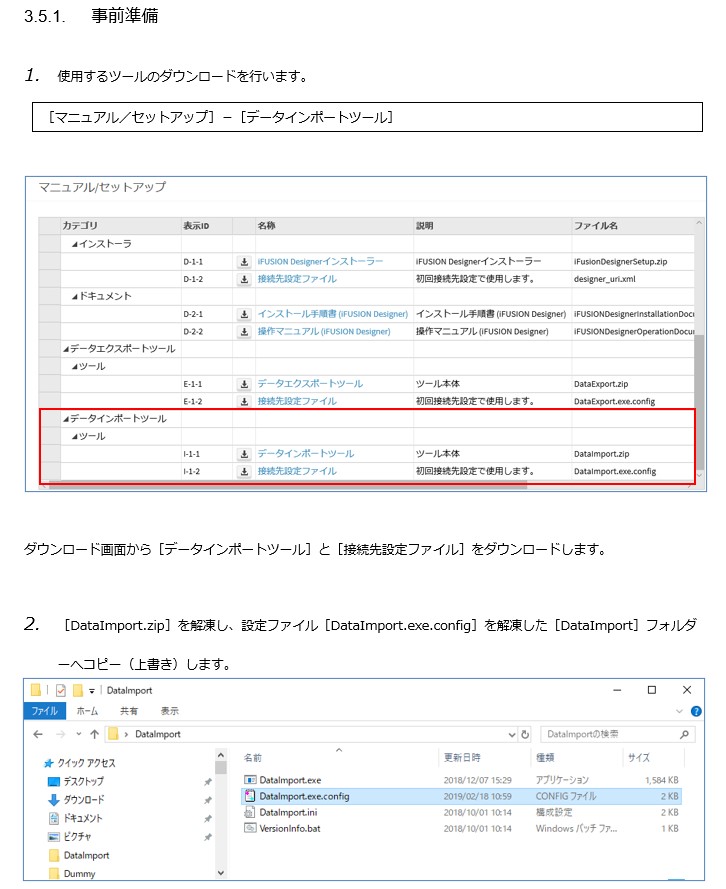 3.5.1. 事前準備
1. 使用するツールのダウンロードを行います。
［マニュアル／セットアップ］－［データインポートツール］
マニュアル/セットアップ
カテゴリ 表示ID 名称 説明 ファイル名
インストーラ
D-1-1 iFUSION Designerインストーラー iFUSION Designerインストーラー iFusionDesignerSetup.zip
D-1-2 接続先設定ファイル 初回接続先設定で使用します。 designer_uri.xml
ドキュメント
D-2-1 インストール手順書 (iFUSION Designer) インストール手順書 (iFUSION Designer) iFUSIONDesignerInstallationDocu
D-2-2 操作マニュアル (iFUSION Designer) 操作マニュアル (iFUSION Designer) iFUSIONDesignerOperationDocum
データエクスポートツール
ツール
E-1-1 データエクスポートツール ツール本体 DataExport.zip
E-1-2 接続先設定ファイル 初回接続先設定で使用します。 DataExport.exe.config
データインポートツール
ツール
I-1-1 データインポートツール ツール本体 DataImport.zip
I-1-2 接続先設定ファイル 初回接続先設定で使用します。 DataImport.exe.config
ダウンロード画面から［データインポートツール］と［接続先設定ファイル］をダウンロードします。
2. ［DataImport.zip］を解凍し、設定ファイル［DataImport.exe.config］を解凍した［DataImport］フォルダ
ーへコピー（上書き）します。
DataImport
ファイル ホーム 共有 表示
DataImport DataImportの検索
クイック アクセス
デスクトップ
ダウンロード
ドキュメント
ピクチャ
DataImport
Dummy
名前 更新日時 種類 サイズ
DataImport.exe 2018/12/07 15:29 アプリケーション 1,584 KB
DataImport.exe.config 2019/02/18 10:59 CONFIG ファイル 2 KB
DataImport.ini 2018/10/01 10:14 構成設定 2 KB
VersionInfo.bat 2018/10/01 10:14 Windows バッチ ファ... 1 KB